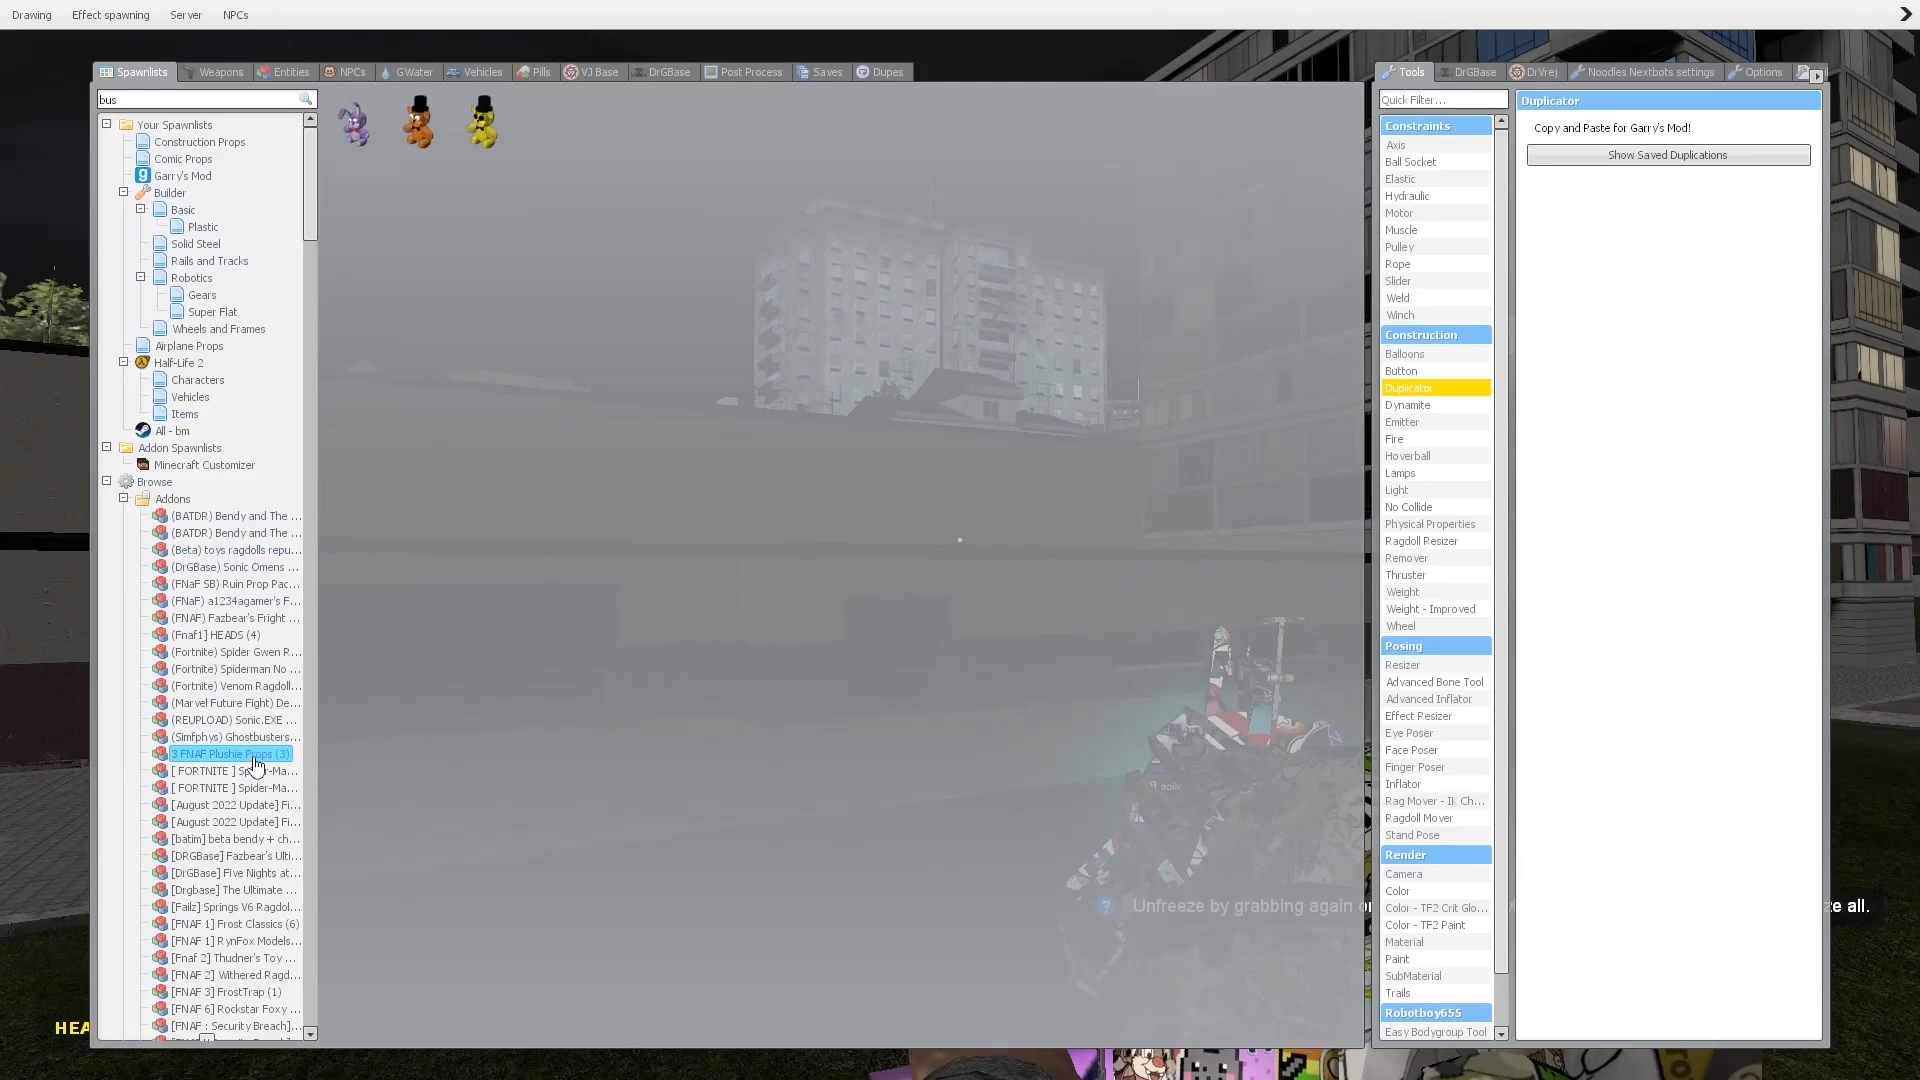 Drawing Effect spawning Server NPCs
Spawnlists Weapons Entities NPCs GWater Vehicles Pills VJ Base DrGBase Post Process Saves Dupes
bus
Your Spawnlists
Construction Props
Comic Props
Garry's Mod
Builder
Basic
Plastic
Solid Steel
Rails and Tracks
Robotics
Gears
Super Flat
Wheels and Frames
Airplane Props
Half-Life 2
Characters
Vehicles
Items
All - bm
Addon Spawnlists
Minecraft Customizer
Browse
Addons
(BATDR) Bendy and The ...
(BATDR) Bendy and The ...
(Beta) toys ragdolls repu...
(DrGBase) Sonic Omens ...
(FNaF SB) Ruin Prop Pac...
(FNaF) a1234agamer's F...
(FNAF) Fazbear's Fright ...
(Fnaf1] HEADS (4)
(Fortnite) Spider Gwen R...
(Fortnite) Spiderman No ...
(Fortnite) Venom Ragdoll...
(Marvel Future Fight) De...
(REUPLOAD) Sonic.EXE ...
(Simfphys) Ghostbusters...
3 FNAF Plushie Props (3)
[ FORTNITE ] Spider-Ma...
[ FORTNITE ] Spider-Ma...
[August 2022 Update] Fi...
[August 2022 Update] Fi...
[batim] beta bendy + ch...
[DRGBase] Fazbear's Ulti...
[DrGBase] Five Nights at...
[Drgbase] The Ultimate ...
[Failz] Springs V6 Ragdol...
[FNAF 1] Frost Classics (6)
[FNAF 1] RynFox Models...
[Fnaf 2] Thudner's Toy ...
[FNAF 2] Withered Ragd...
[FNAF 3] FrostTrap (1)
[FNAF 6] Rockstar Foxy ...
[FNAF : Security Breach]...
HEA
Unfreeze by grabbing again or
ze all.
Tools DrGBase DrVrej Noodles Nextbots settings Options
Quick Filter...
Constraints
Axis
Ball Socket
Elastic
Hydraulic
Motor
Muscle
Pulley
Rope
Slider
Weld
Winch
Construction
Balloons
Button
Duplicator
Dynamite
Emitter
Fire
Hoverball
Lamps
Light
No Collide
Physical Properties
Ragdoll Resizer
Remover
Thruster
Weight
Weight - Improved
Wheel
Posing
Resizer
Advanced Bone Tool
Advanced Inflator
Effect Resizer
Eye Poser
Face Poser
Finger Poser
Inflator
Rag Mover - IK Ch...
Ragdoll Mover
Stand Pose
Render
Camera
Color
Color - TF2 Crit Glo...
Color - TF2 Paint
Material
Paint
SubMaterial
Trails
Robotboy655
Easy Bodygroup Tool
Duplicator
Copy and Paste for Garry's Mod!
Show Saved Duplications